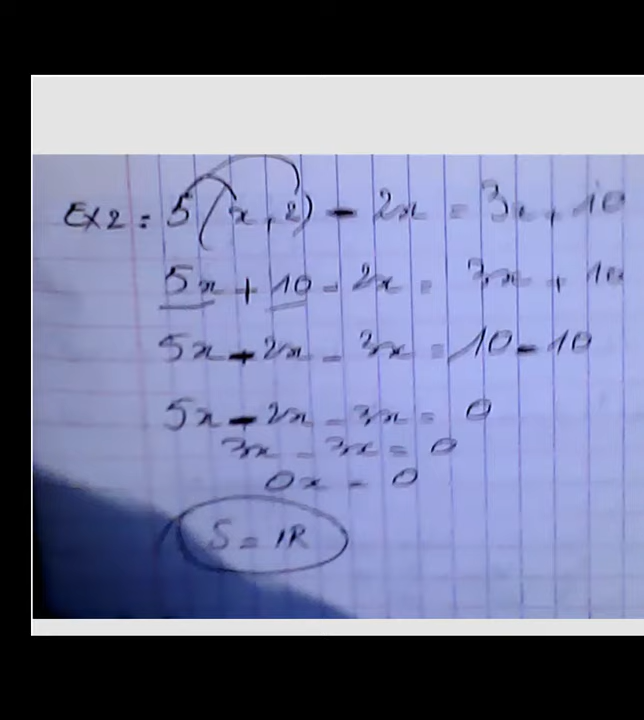 Ex2 : 5(x+2) - 2x = 3x + 10
5x + 10 - 2x = 3x + 10
5x - 2x - 3x = 10 - 10
5x - 2x - 3x = 0
3x - 3x = 0
0x = 0
S = IR